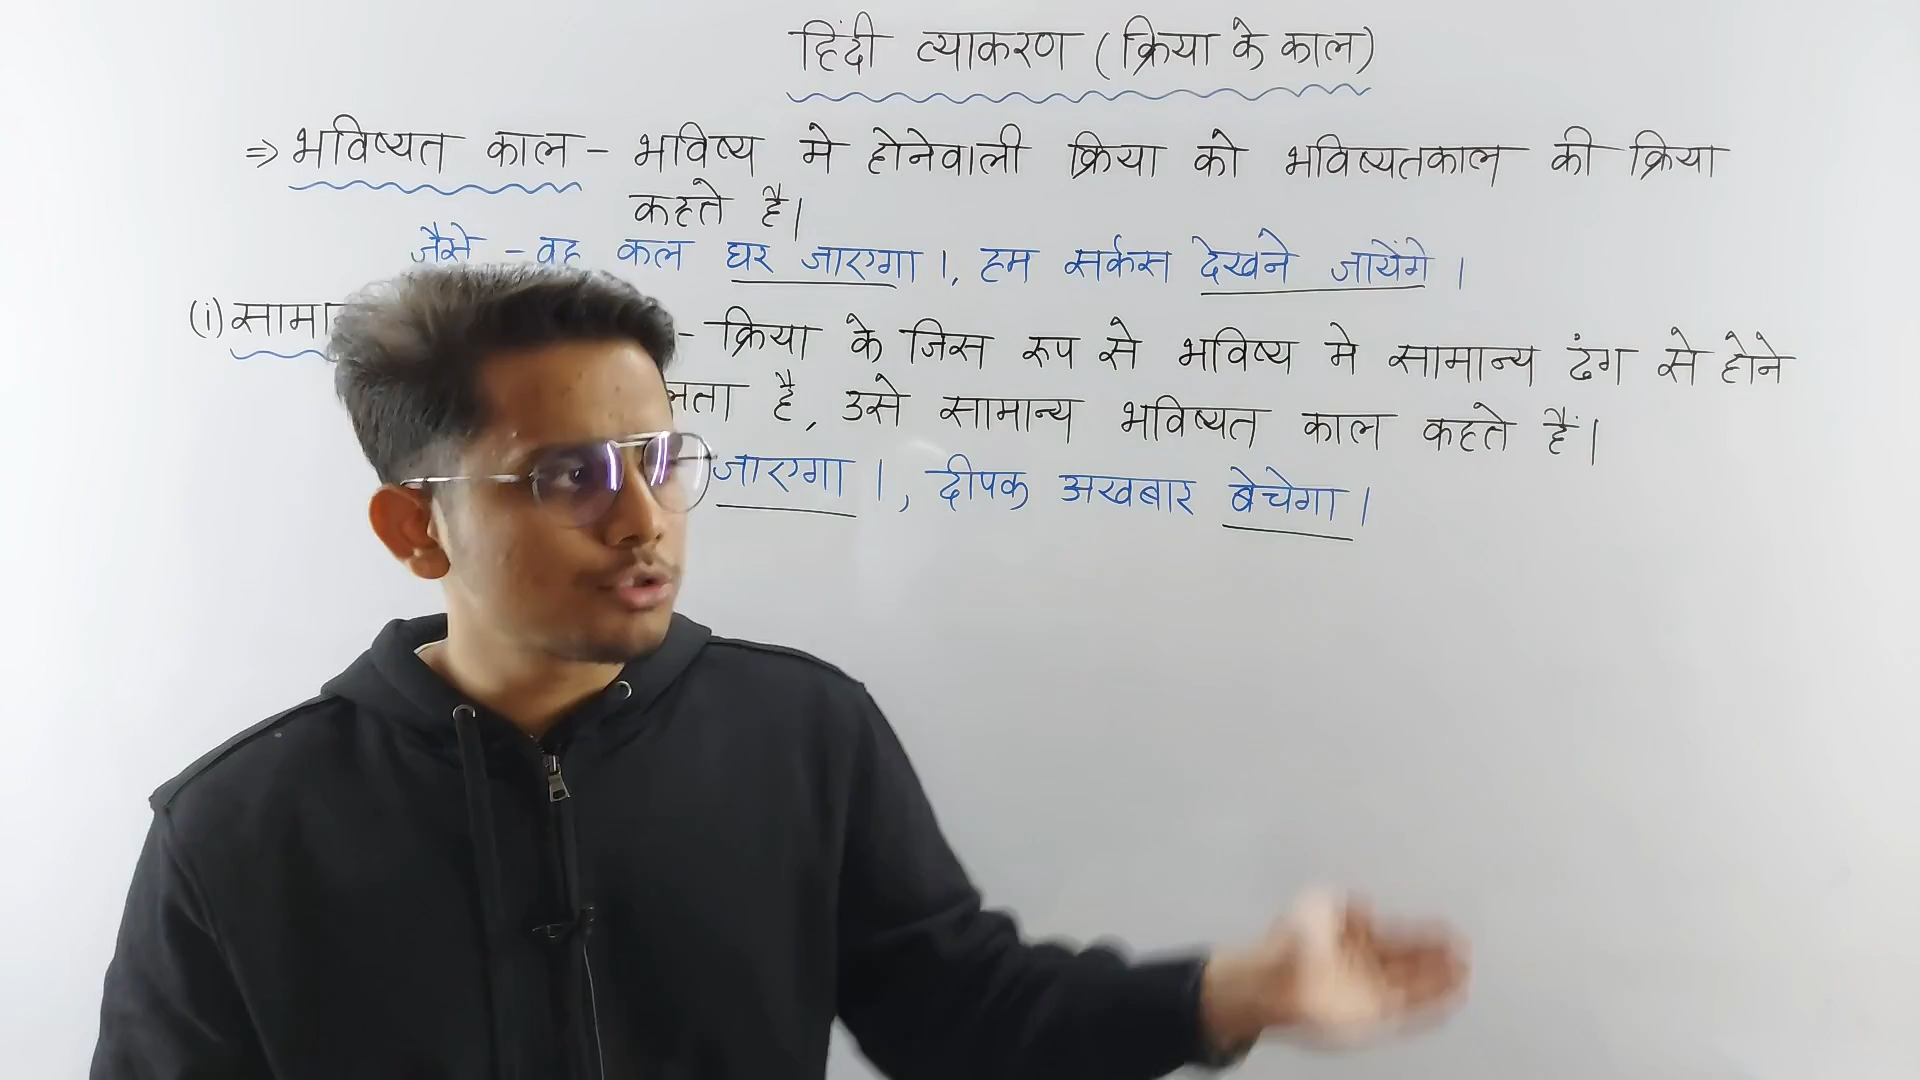 हिंदी व्याकरण (क्रिया के काल)
⇒ भविष्यत काल - भविष्य मे होनेवाली क्रिया को भविष्यतकाल की क्रिया
कहते है।
जैसे - वह कल घर जाएगा।, हम सर्कस देखने जायेंगे।
(i) - क्रिया के जिस रूप से भविष्य मे सामान्य ढंग से होने
है, उसे सामान्य भविष्यत काल कहते हैं।
जाएगा।, दीपक अखबार बेचेगा।